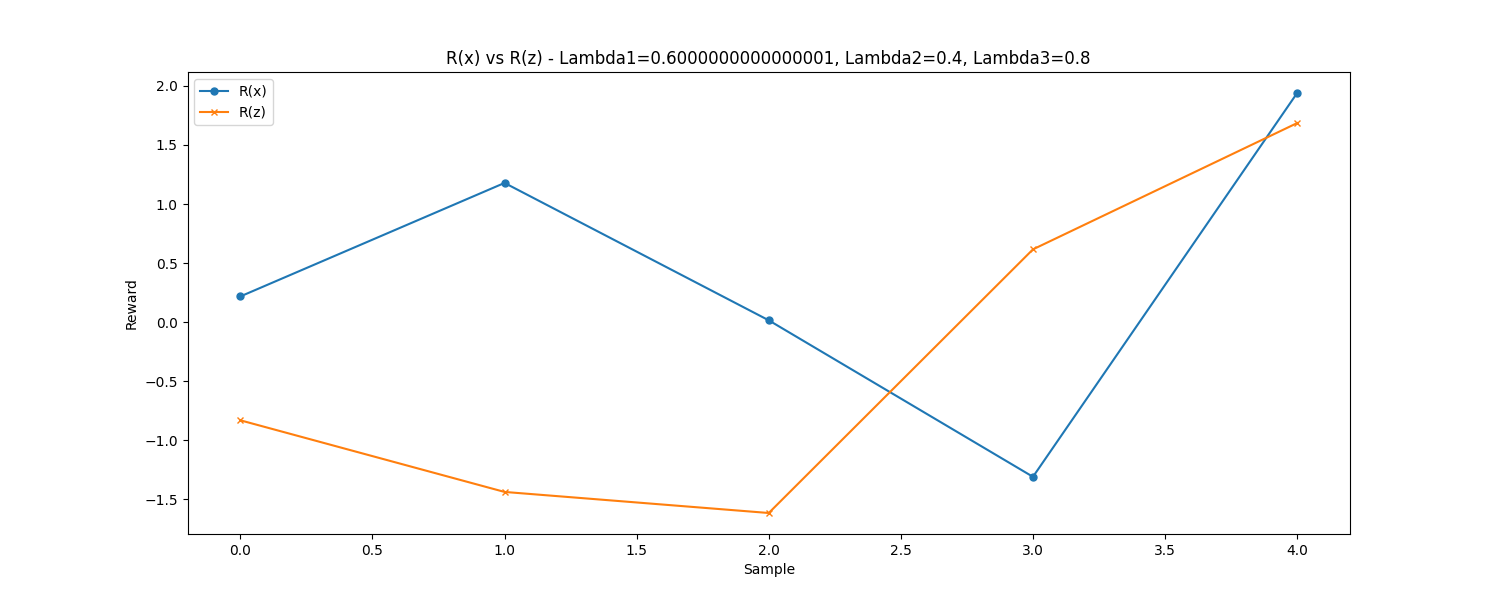 R(x) vs R(z) - Lambda1=0.6000000000000001, Lambda2=0.4, Lambda3=0.8
R(x)
R(z)
2.0
1.5
1.0
0.5
0.0
−0.5
−1.0
−1.5
Reward
0.0 0.5 1.0 1.5 2.0 2.5 3.0 3.5 4.0
Sample